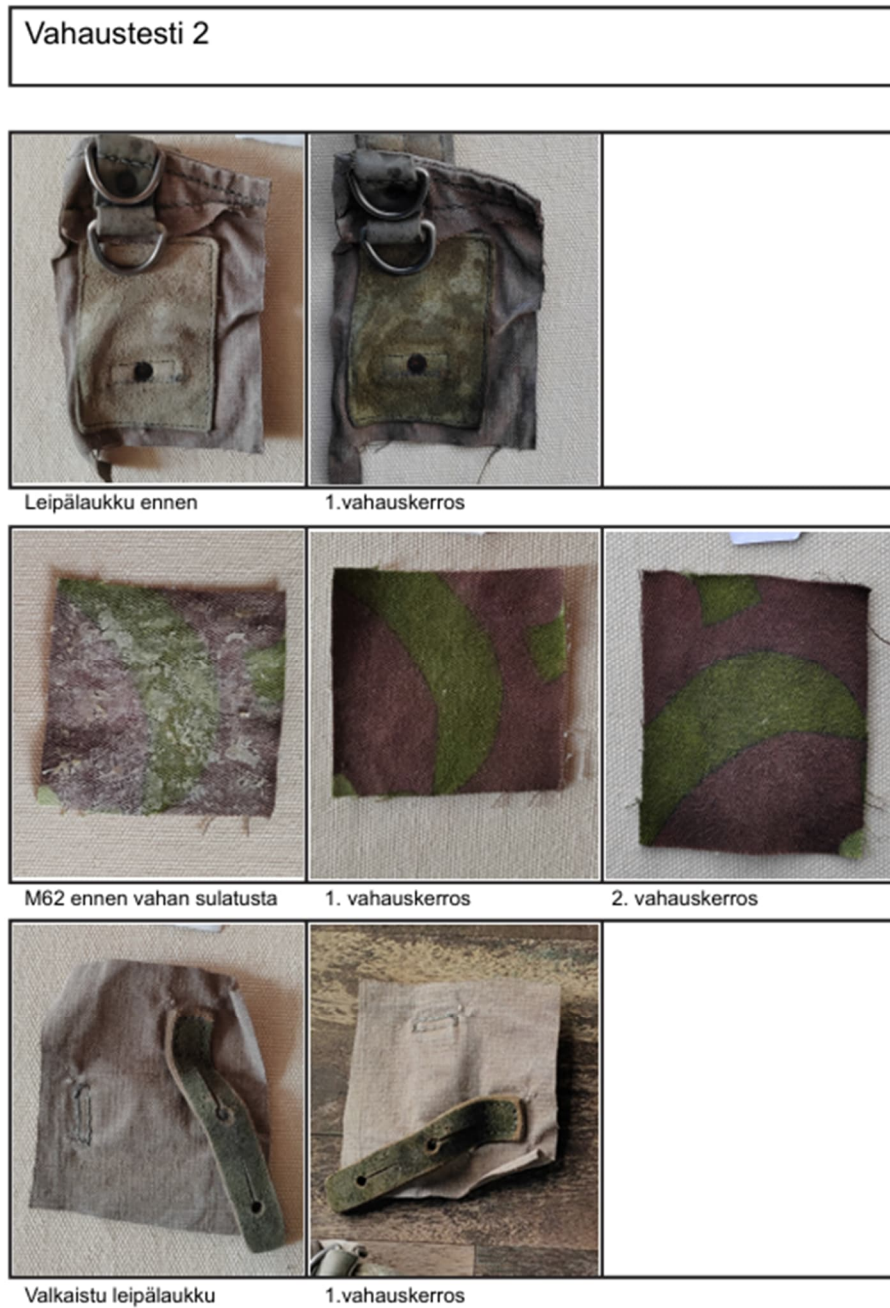 Vahaustesti 2
Leipälaukku ennen
1.vahauskerros
M62 ennen vahan sulatusta
1. vahauskerros
2. vahauskerros
Valkaistu leipälaukku
1.vahauskerros